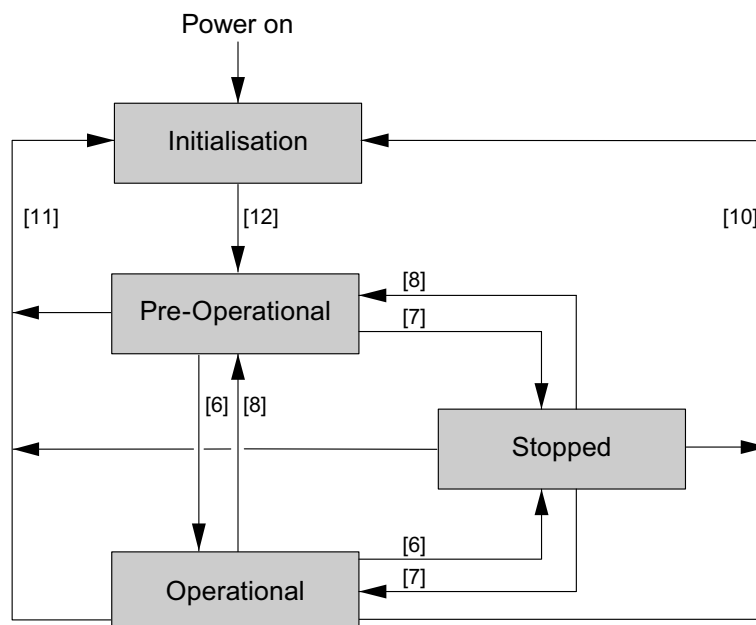 Power on
Initialisation
[11]
[12]
[10]
Pre-Operational
[8]
[7]
[6]
[8]
Stopped
[6]
[7]
Operational